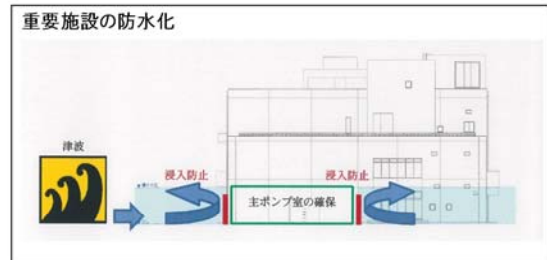 重要施設の防水化
津波
浸入防止
浸入防止
主ポンプ室の確保